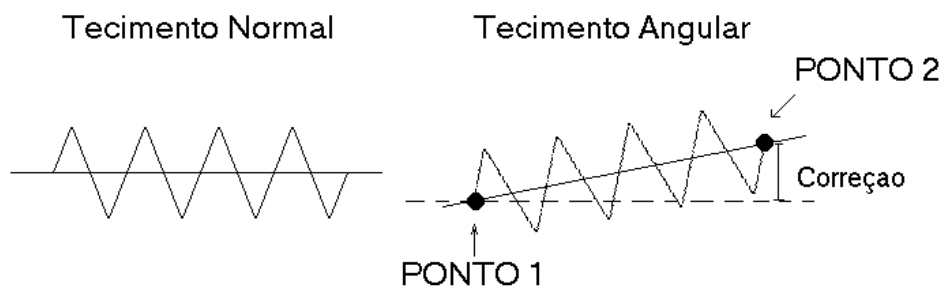 Tecimento Normal
Tecimento Angular
PONTO 2
Correçao
PONTO 1